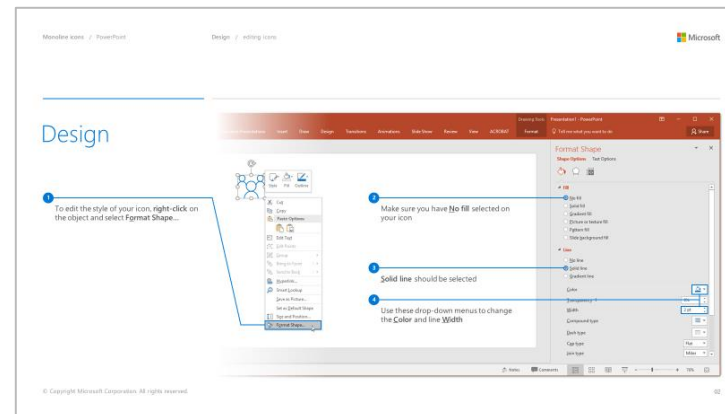 Monoline icons / PowerPoint
Design / editing icons
Microsoft
Drawing Tools
Presentation1 - PowerPoint
Insert Draw Design Transitions Animations Slide Show Review View ACROBAT Format Tell me what you want to do Share
Design
Format Shape
Shape Options Text Options
Style Fill Outline
1
To edit the style of your icon, right-click on
the object and select Format Shape...
Cut
Copy
Paste Options:
Edit Text
Edit Points
Group
Bring to Front
Send to Back
Hyperlink...
Smart Lookup
Save as Picture...
Set as Default Shape
Size and Position...
Format Shape...
2
Make sure you have No fill selected on
your icon
3
Solid line should be selected
4
Use these drop-down menus to change
the Color and line Width
Fill
No fill
Solid fill
Gradient fill
Picture or texture fill
Pattern fill
Slide background fill
Line
No line
Solid line
Gradient line
Color
Transparency 0%
Width
Compound type
Dash type
Cap type Flat
Join type Miter
Notes Comments
© Copyright Microsoft Corporation. All rights reserved.